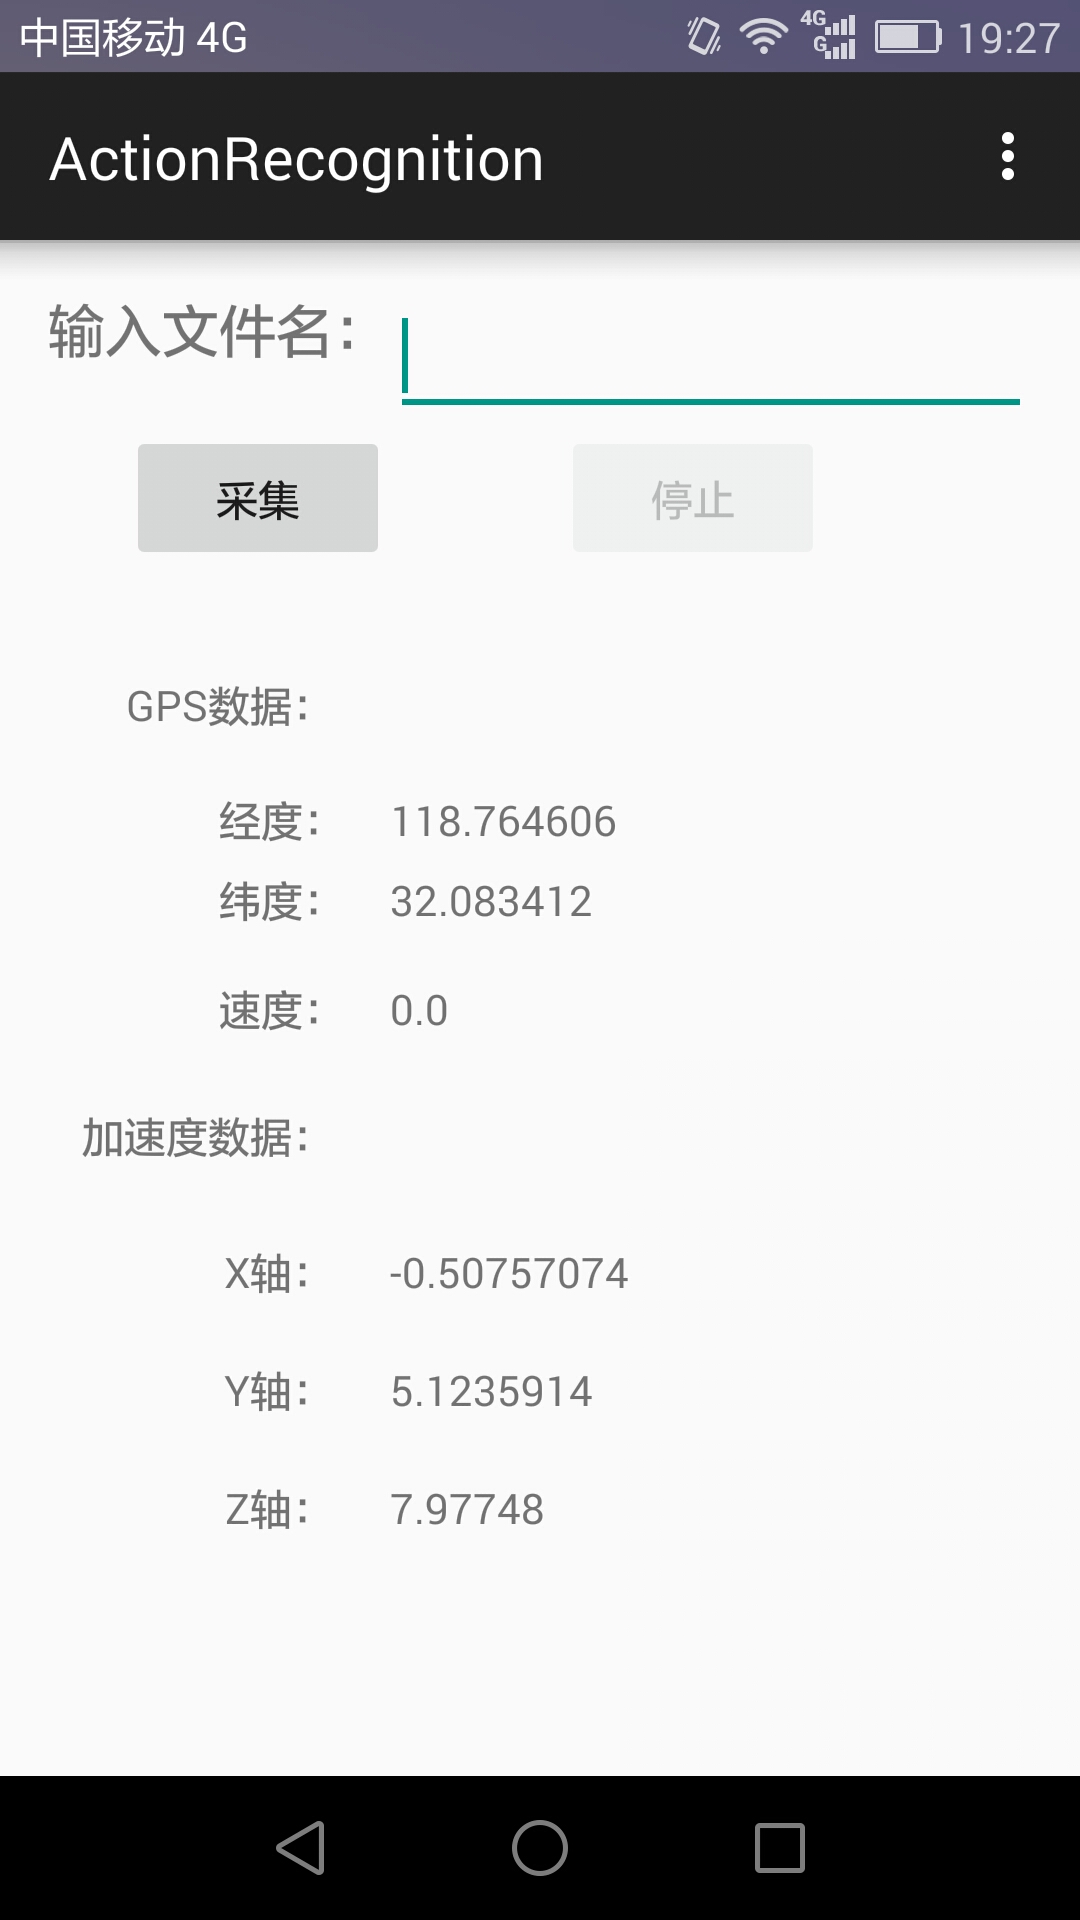 中国移动 4G 4G G 19:27
ActionRecognition
输入文件名：
采集 停止
GPS数据：
经度： 118.764606
纬度： 32.083412
速度： 0.0
加速度数据：
X轴： -0.50757074
Y轴： 5.1235914
Z轴： 7.97748